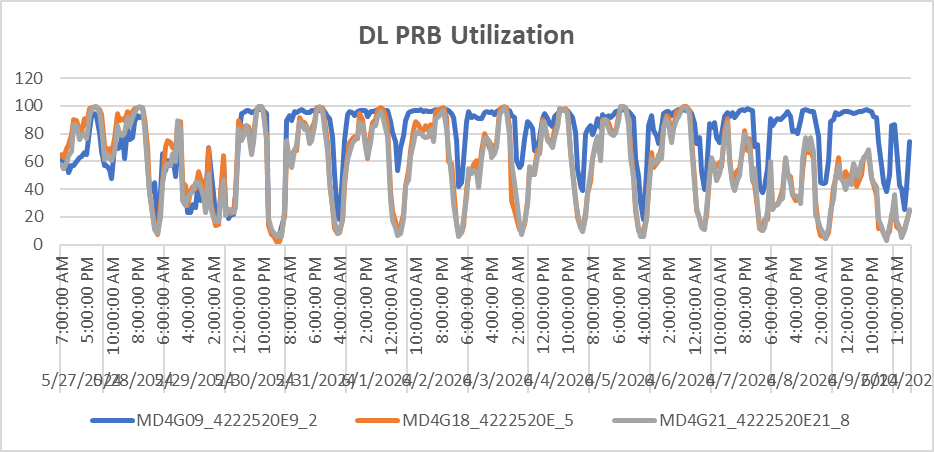 DL PRB Utilization
120
100
80
60
40
20
0
7:00:00 AM
5:00:00 PM
10:00:00 AM
8:00:00 PM
6:00:00 AM
4:00:00 PM
2:00:00 AM
12:00:00 PM
10:00:00 PM
8:00:00 AM
6:00:00 PM
4:00:00 AM
2:00:00 PM
12:00:00 AM
10:00:00 AM
8:00:00 PM
6:00:00 AM
4:00:00 PM
2:00:00 AM
12:00:00 PM
10:00:00 PM
8:00:00 AM
6:00:00 PM
4:00:00 AM
2:00:00 PM
12:00:00 AM
10:00:00 AM
8:00:00 PM
6:00:00 AM
4:00:00 PM
2:00:00 AM
12:00:00 PM
10:00:00 PM
1:00:00 AM
MD4G09_4222520E9_2
MD4G18_4222520E_5
MD4G21_4222520E21_8